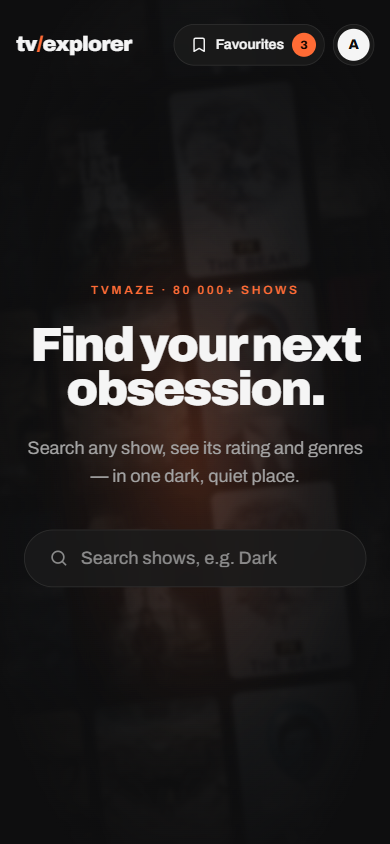 tv/explorer
Favourites 3
A
TVMAZE · 80 000+ SHOWS
Find your next
obsession.
Search any show, see its rating and genres
— in one dark, quiet place.
Search shows, e.g. Dark